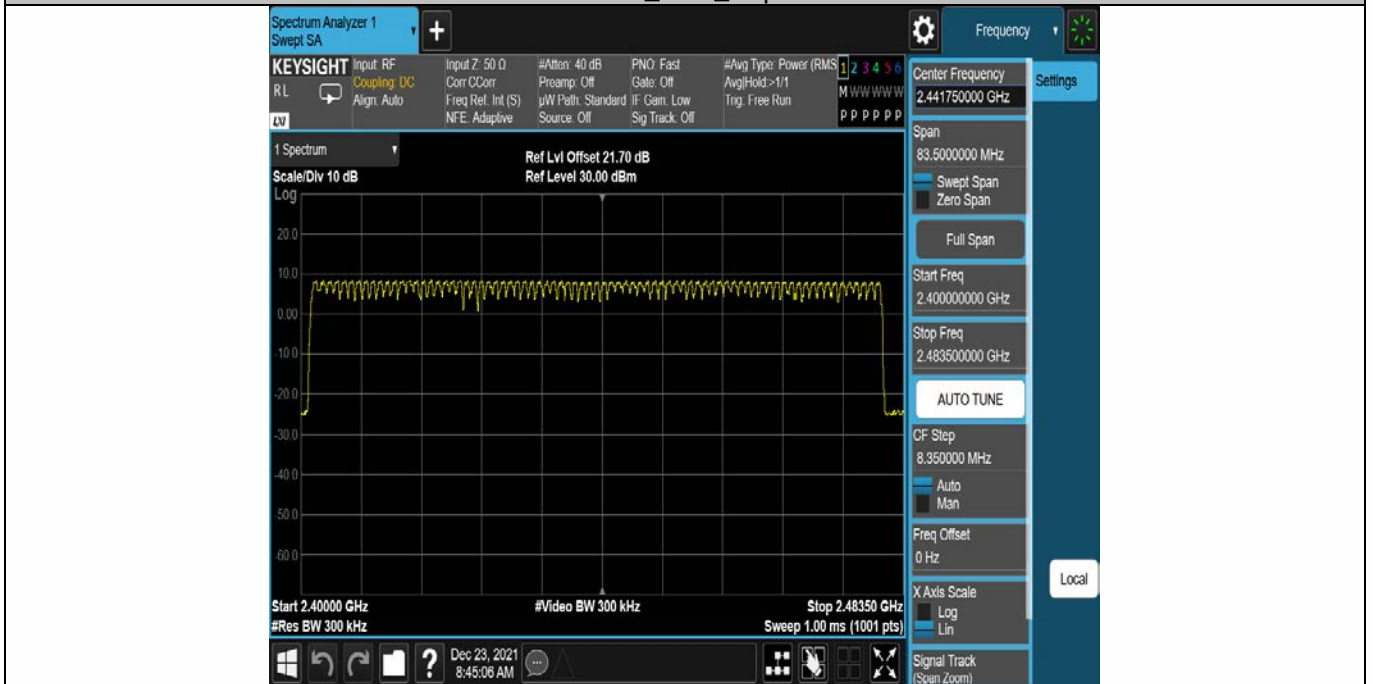 Spectrum Analyzer 1
Swept SA
+
Frequency
KEYSIGHT
RL
LV
Input: RF
Coupling: DC
Align: Auto
Input Z: 50 Ω
Corr CCorr
Freq Ref: Int (S)
NFE: Adaptive
#Atten: 40 dB
Preamp: Off
µW Path: Standard
Source: Off
PNO: Fast
Gate: Off
IF Gain: Low
Sig Track: Off
#Avg Type: Power (RMS
Avg|Hold:>1/1
Trig: Free Run
1 2 3 4 5 6
M W W W W W
P P P P P P
1 Spectrum
Scale/Div 10 dB
Ref Lvl Offset 21.70 dB
Ref Level 30.00 dBm
Log
20.0
10.0
0.00
-10.0
-20.0
-30.0
-40.0
-50.0
-60.0
Start 2.40000 GHz
#Video BW 300 kHz
Stop 2.48350 GHz
#Res BW 300 kHz
Sweep 1.00 ms (1001 pts)
Center Frequency
2.441750000 GHz
Settings
Span
83.5000000 MHz
Swept Span
Zero Span
Full Span
Start Freq
2.400000000 GHz
Stop Freq
2.483500000 GHz
AUTO TUNE
CF Step
8.350000 MHz
Auto
Man
Freq Offset
0 Hz
X Axis Scale
Log
Lin
Local
Signal Track
(Span Zoom)
?
Dec 23, 2021
8:45:06 AM